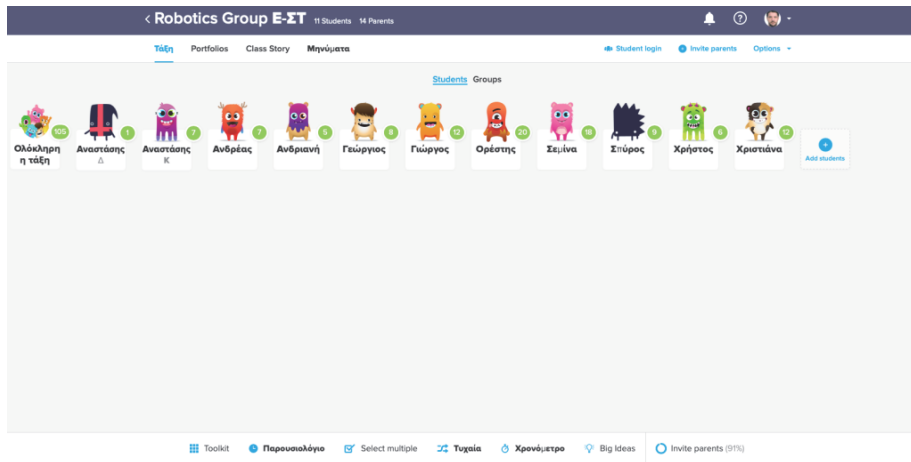 < Robotics Group Ε-ΣΤ 11 Students 14 Parents
Τάξη Portfolios Class Story Μηνύματα Student login Invite parents Options
Students Groups
105 1 7 7 5 8 12 20 18 9 6 12
Ολόκληρη η τάξη
Αναστάσης Δ
Αναστάσης Κ
Ανδρέας
Ανδριανή
Γεώργιος
Γιώργος
Ορέστης
Σεμίνα
Σπύρος
Χρήστος
Χριστιάνα
Add students
Toolkit Παρουσιολόγιο Select multiple Τυχαία Χρονόμετρο Big Ideas Invite parents (91%)